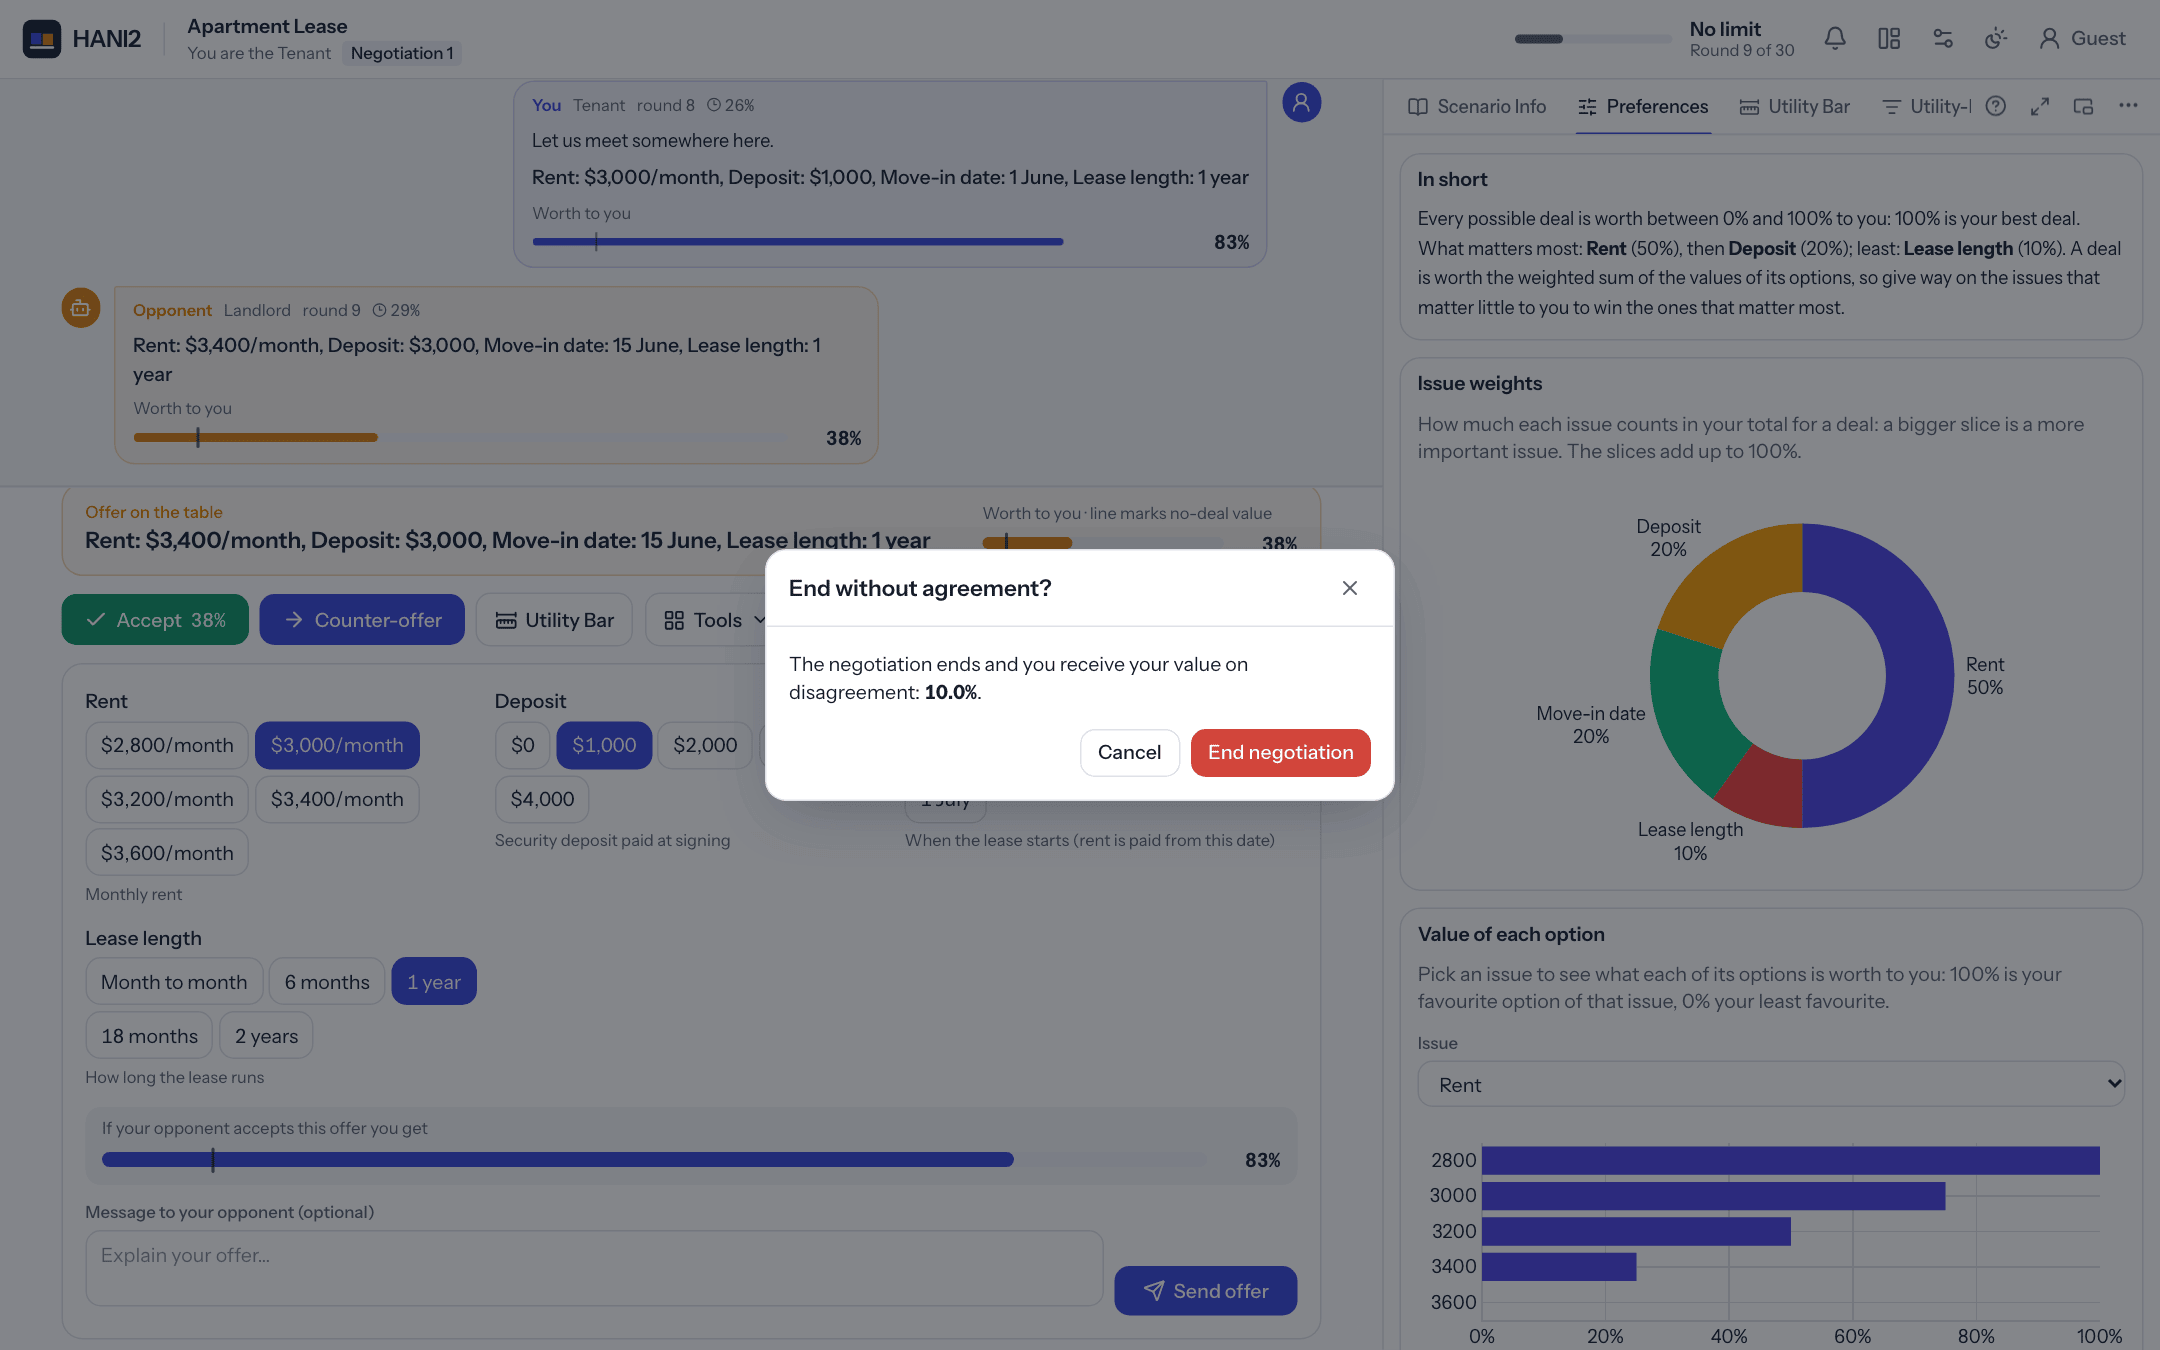 HANI2
Apartment Lease
You are the Tenant Negotiation 1
No limit
Round 9 of 30
Guest
You Tenant round 8 26%
Let us meet somewhere here.
Rent: $3,000/month, Deposit: $1,000, Move-in date: 1 June, Lease length: 1 year
Worth to you
83%
Opponent Landlord round 9 29%
Rent: $3,400/month, Deposit: $3,000, Move-in date: 15 June, Lease length: 1
year
Worth to you
38%
Offer on the table
Rent: $3,400/month, Deposit: $3,000, Move-in date: 15 June, Lease length: 1 year
Worth to you · line marks no-deal value
38%
Accept 38%
Counter-offer
Utility Bar
Tools
Rent
$2,800/month
$3,000/month
$3,200/month
$3,400/month
$3,600/month
Monthly rent
Deposit
$0
$1,000
$2,000
$4,000
Security deposit paid at signing
1 July
When the lease starts (rent is paid from this date)
Lease length
Month to month
6 months
1 year
18 months
2 years
How long the lease runs
If your opponent accepts this offer you get
83%
Message to your opponent (optional)
Explain your offer...
Send offer
End without agreement?
The negotiation ends and you receive your value on
disagreement: 10.0%.
Cancel
End negotiation
Scenario Info
Preferences
Utility Bar
Utility-
In short
Every possible deal is worth between 0% and 100% to you: 100% is your best deal.
What matters most: Rent (50%), then Deposit (20%); least: Lease length (10%). A deal
is worth the weighted sum of the values of its options, so give way on the issues that
matter little to you to win the ones that matter most.
Issue weights
How much each issue counts in your total for a deal: a bigger slice is a more
important issue. The slices add up to 100%.
Deposit
20%
Rent
50%
Move-in date
20%
Lease length
10%
Value of each option
Pick an issue to see what each of its options is worth to you: 100% is your
favourite option of that issue, 0% your least favourite.
Issue
Rent
2800
3000
3200
3400
3600
0% 20% 40% 60% 80% 100%